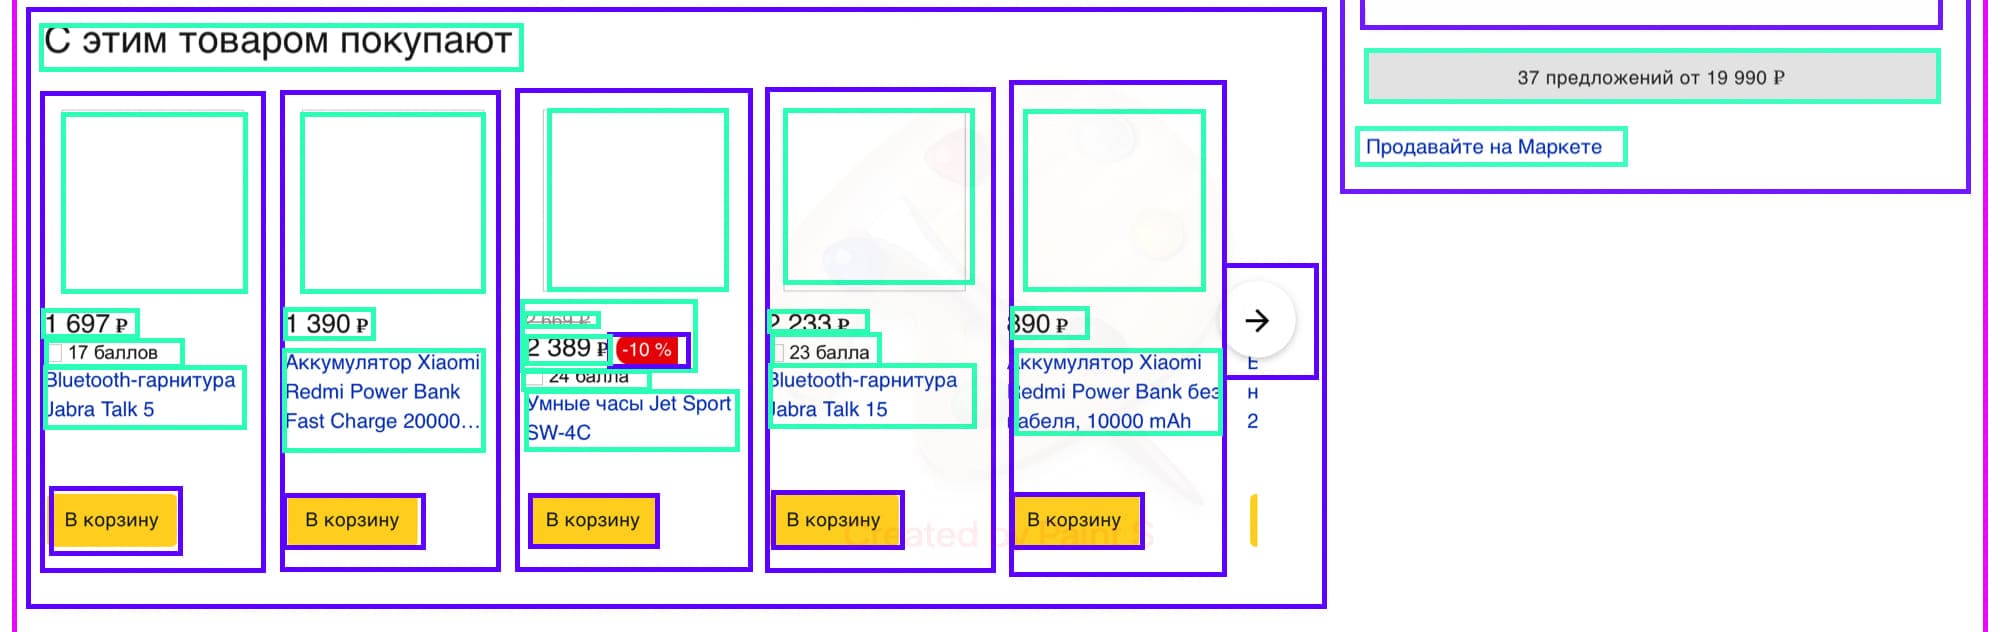 С этим товаром покупают
37 предложений от 19 990 ₽
Продавайте на Маркете
1 697 ₽
17 баллов
Bluetooth-гарнитура
Jabra Talk 5
В корзину
1 390 ₽
Аккумулятор Xiaomi
Redmi Power Bank
Fast Charge 20000...
В корзину
2 669 ₽
2 389 ₽ -10 %
24 балла
Умные часы Jet Sport
SW-4C
В корзину
2 233 ₽
23 балла
Bluetooth-гарнитура
Jabra Talk 15
В корзину
890 ₽
Аккумулятор Xiaomi
Redmi Power Bank без
кабеля, 10000 mAh
В корзину
н
2
Created by Paint S